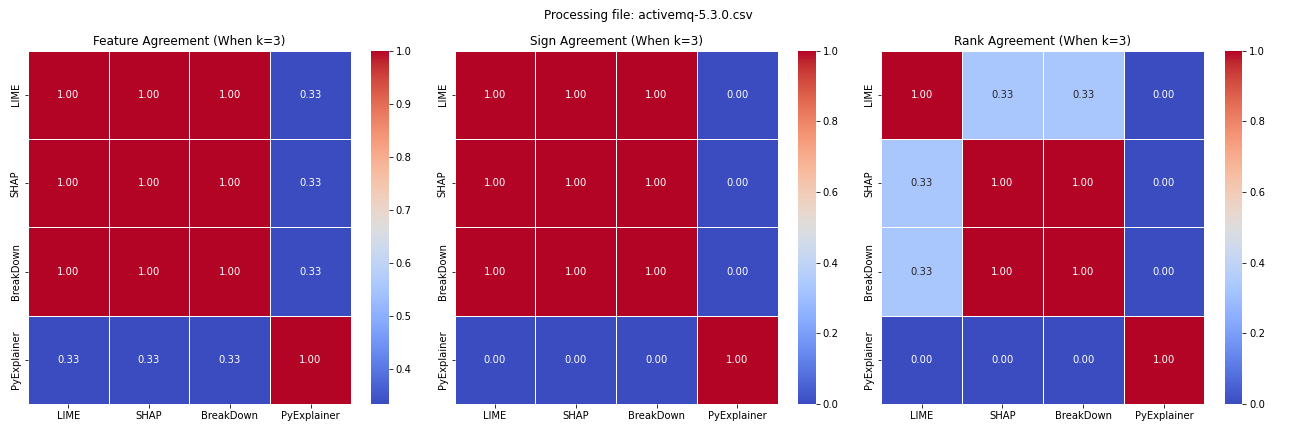 Processing file: activemq-5.3.0.csv
Feature Agreement (When k=3)
LIME
1.00 1.00 1.00 0.33
SHAP
1.00 1.00 1.00 0.33
BreakDown
1.00 1.00 1.00 0.33
PyExplainer
0.33 0.33 0.33 1.00
LIME SHAP BreakDown PyExplainer
1.0
0.9
0.8
0.7
0.6
0.5
0.4
Sign Agreement (When k=3)
LIME
1.00 1.00 1.00 0.00
SHAP
1.00 1.00 1.00 0.00
BreakDown
1.00 1.00 1.00 0.00
PyExplainer
0.00 0.00 0.00 1.00
LIME SHAP BreakDown PyExplainer
1.0
0.8
0.6
0.4
0.2
0.0
Rank Agreement (When k=3)
LIME
1.00 0.33 0.33 0.00
SHAP
0.33 1.00 1.00 0.00
BreakDown
0.33 1.00 1.00 0.00
PyExplainer
0.00 0.00 0.00 1.00
LIME SHAP BreakDown PyExplainer
1.0
0.8
0.6
0.4
0.2
0.0